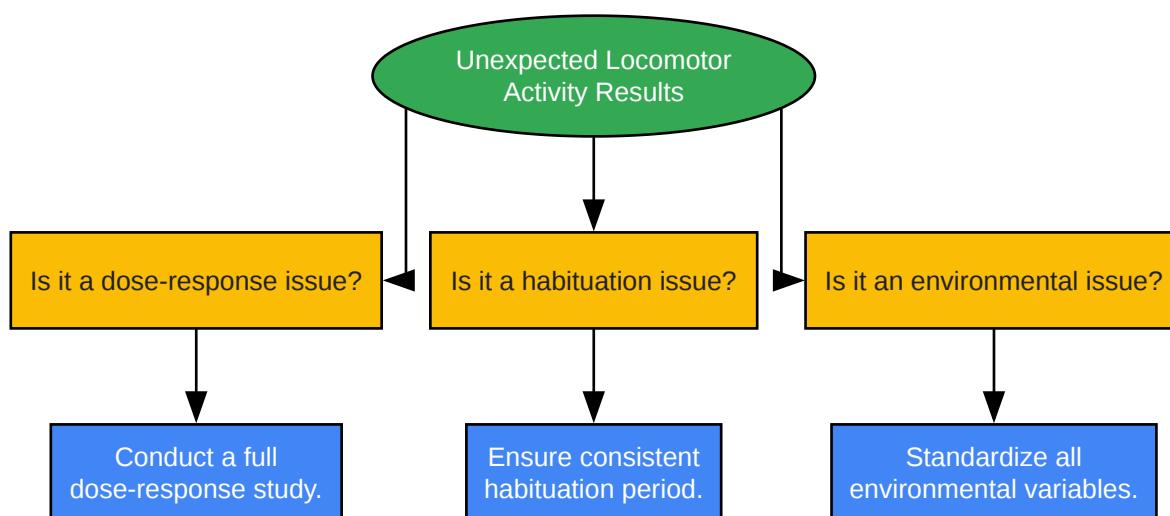 Unexpected Locomotor
Activity Results
Is it a dose-response issue?
Is it a habituation issue?
Is it an environmental issue?
Conduct a full
dose-response study.
Ensure consistent
habituation period.
Standardize all
environmental variables.